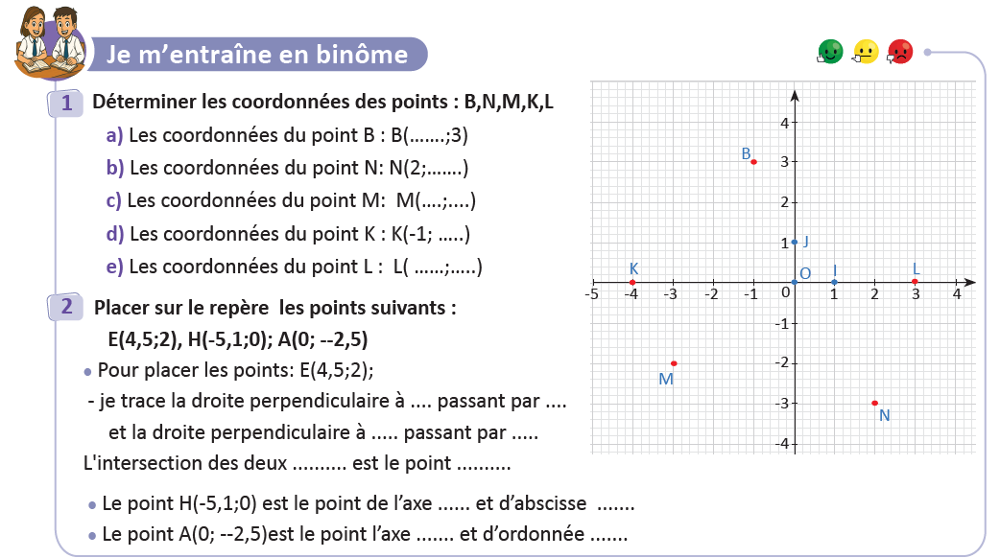 Je m'entraîne en binôme
1 Déterminer les coordonnées des points : B,N,M,K,L
a) Les coordonnées du point B : B(.......;3)
b) Les coordonnées du point N: N(2;.......)
c) Les coordonnées du point M:  M(....;....)
d) Les coordonnées du point K : K(-1; .....)
e) Les coordonnées du point L :  L( ......;.....)
2 Placer sur le repère  les points suivants :
E(4,5;2), H(-5,1;0); A(0; --2,5)
• Pour placer les points: E(4,5;2);
- je trace la droite perpendiculaire à .... passant par ....
et la droite perpendiculaire à ..... passant par .....
L'intersection des deux .......... est le point ..........
• Le point H(-5,1;0) est le point de l'axe ...... et d'abscisse  .......
• Le point A(0; --2,5)est le point l'axe ....... et d'ordonnée .......
4
B
3
2
1 J
K O I L
-5 -4 -3 -2 -1 0 1 2 3 4
-1
-2
M
-3
N
-4